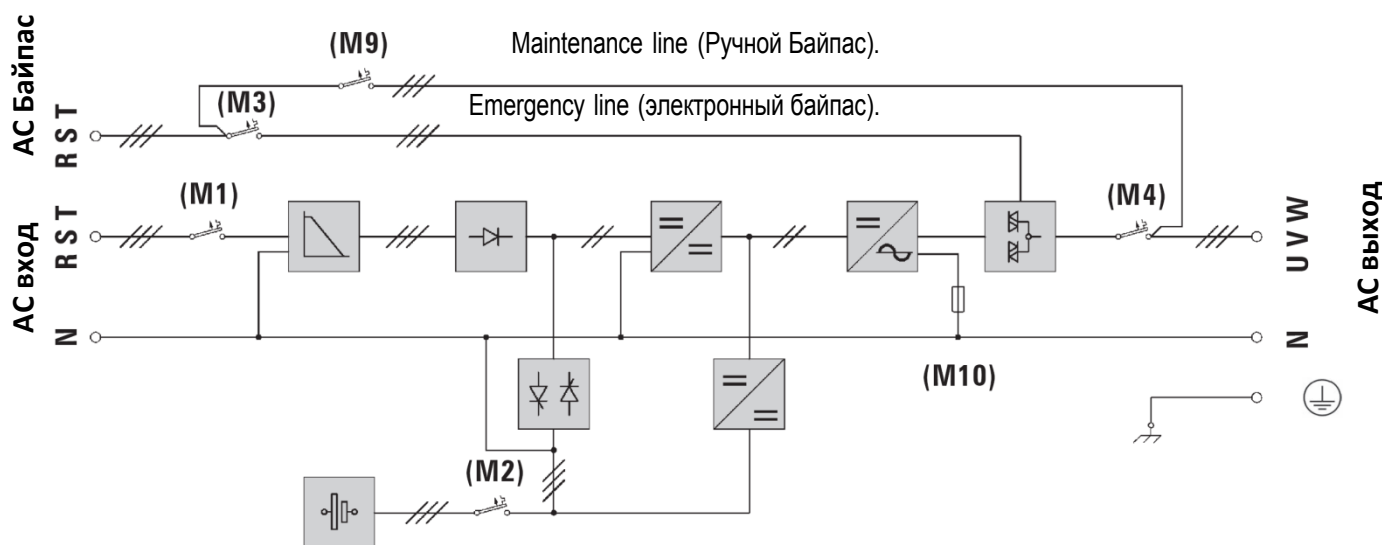 (M9)
Maintenance line (Ручной Байпас).
АС Байпас
R S T
(M3)
Emergency line (электронный байпас).
(M1)
(M4)
АС вход
R S T
N
U V W
N
АС выход
(M10)
(M2)